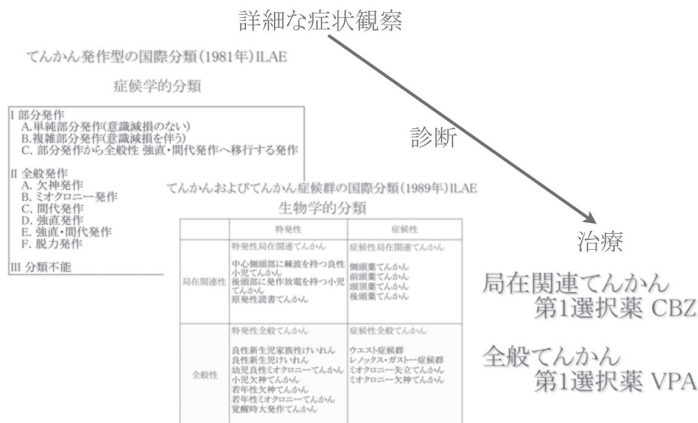 詳細な症状観察
てんかん発作型の国際分類(1981年)ILAE
症候学的分類
I 部分発作
A.単純部分発作(意識減損のない)
B.複雑部分発作(意識減損を伴う)
C. 部分発作から全般性 強直・間代発作へ移行する発作
II 全般発作
A. 欠神発作
B. ミオクロニー発作
C. 間代発作
D. 強直発作
E. 強直・間代発作
F. 脱力発作
III 分類不能
診断
てんかんおよびてんかん症候群の国際分類(1989年)ILAE
生物学的分類
特発性
症候性
局在関連性
特発性局在関連てんかん
中心側頭部に棘波を持つ良性
小児てんかん
後頭部に発作放電を持つ小児
てんかん
原発性読書てんかん
症候性局在関連てんかん
側頭葉てんかん
前頭葉てんかん
頭頂葉てんかん
後頭葉てんかん
全般性
特発性全般てんかん
良性新生児家族性けいれん
良性新生児けいれん
幼児良性ミオクロニーてんかん
小児欠神てんかん
若年性欠神てんかん
若年性ミオクロニーてんかん
覚醒時大発作てんかん
症候性全般てんかん
ウエスト症候群
レノックス・ガストー症候群
ミオクロニー失立てんかん
ミオクロニー欠神てんかん
治療
局在関連てんかん
第1選択薬 CBZ
全般てんかん
第1選択薬 VPA